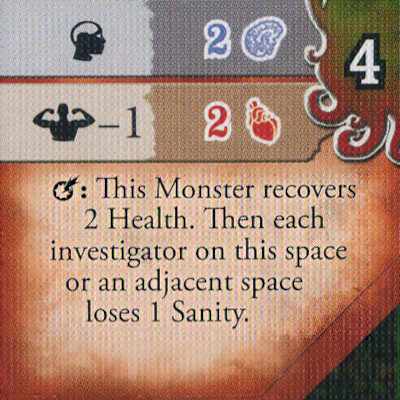 2
4
-1
2
: This Monster recovers
2 Health. Then each
investigator on this space
or an adjacent space
loses 1 Sanity.